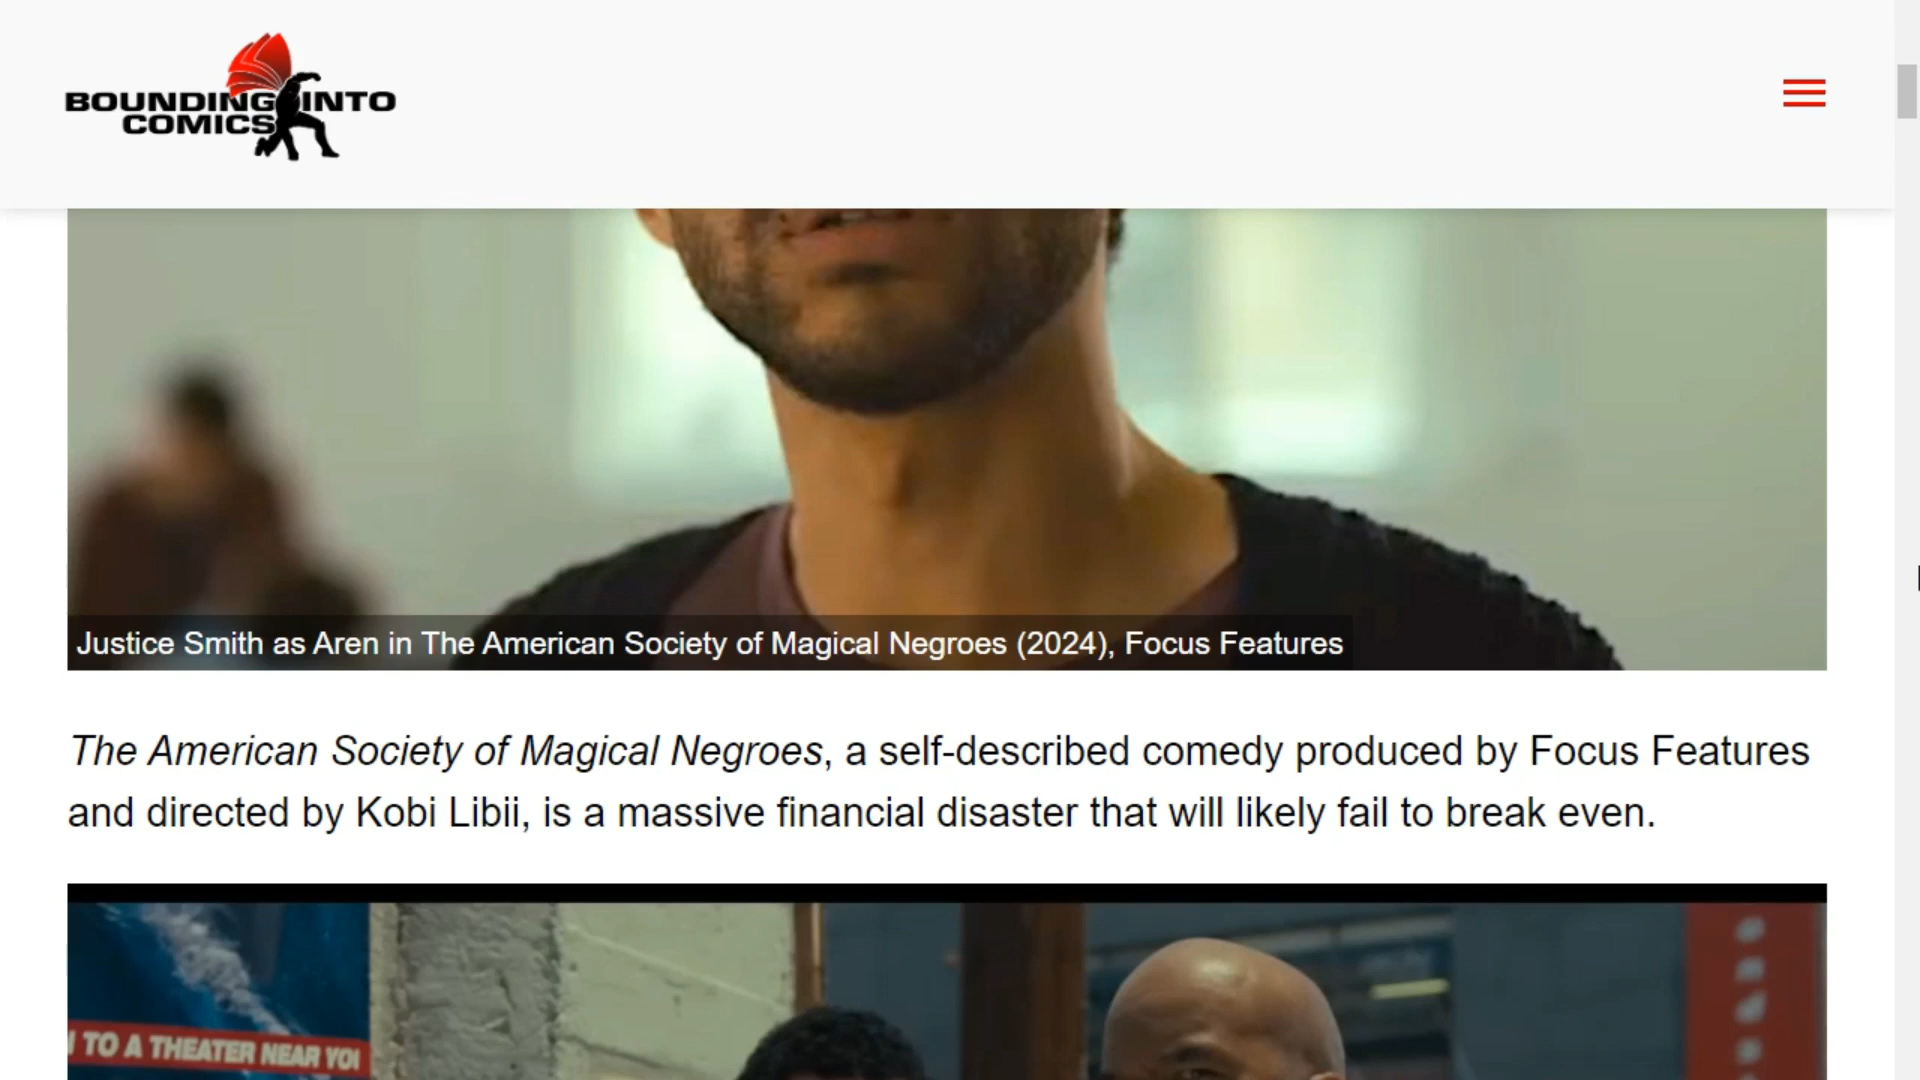 BOUNDING INTO
COMICS
Justice Smith as Aren in The American Society of Magical Negroes (2024), Focus Features
The American Society of Magical Negroes, a self-described comedy produced by Focus Features
and directed by Kobi Libii, is a massive financial disaster that will likely fail to break even.
TO A THEATER NEAR YOU